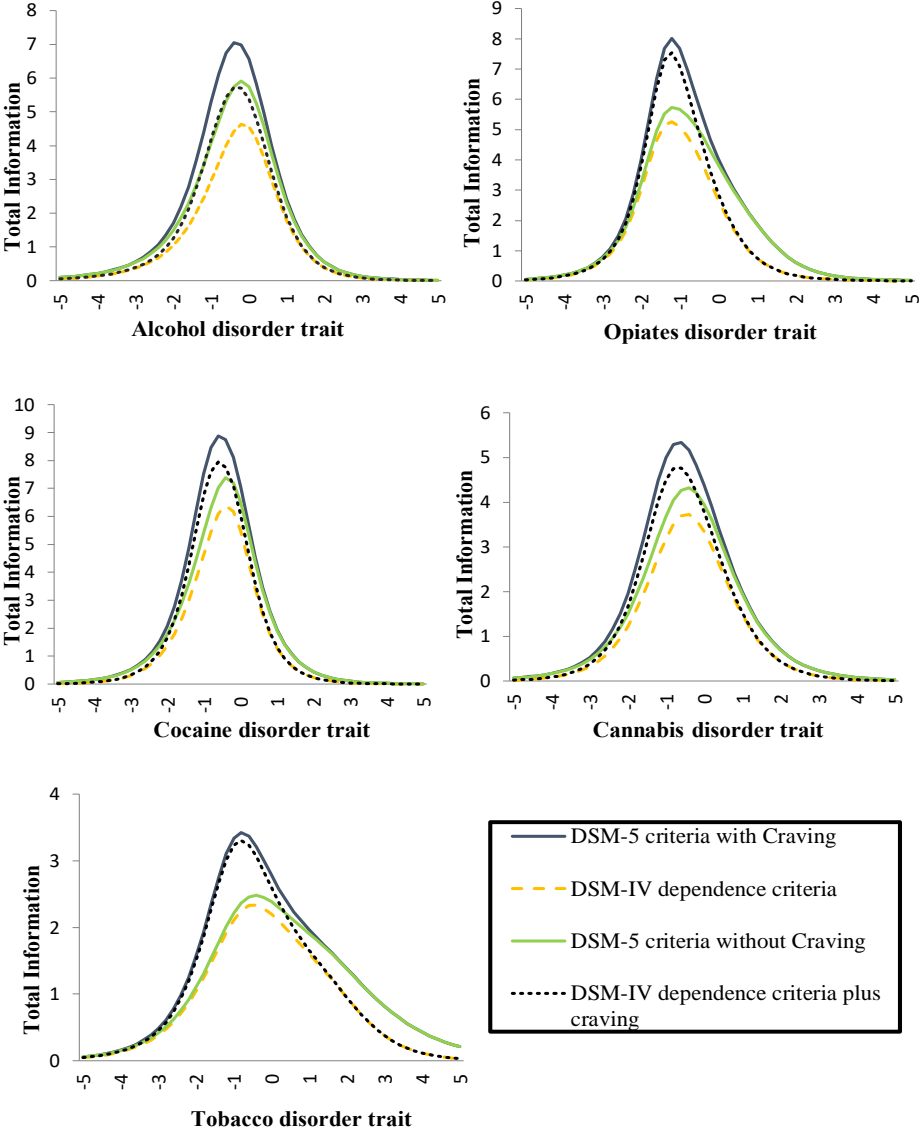 8
7
6
5
4
3
2
1
0
Total Information
-5 -4 -3 -2 -1 0 1 2 3 4 5
Alcohol disorder trait
9
8
7
6
5
4
3
2
1
0
Total Information
-5 -4 -3 -2 -1 0 1 2 3 4 5
Opiates disorder trait
10
9
8
7
6
5
4
3
2
1
0
Total Information
-5 -4 -3 -2 -1 0 1 2 3 4 5
Cocaine disorder trait
6
5
4
3
2
1
0
Total Information
-5 -4 -3 -2 -1 0 1 2 3 4 5
Cannabis disorder trait
4
3
2
1
0
Total Information
-5 -4 -3 -2 -1 0 1 2 3 4 5
Tobacco disorder trait
DSM-5 criteria with Craving
DSM-IV dependence criteria
DSM-5 criteria without Craving
DSM-IV dependence criteria plus
craving